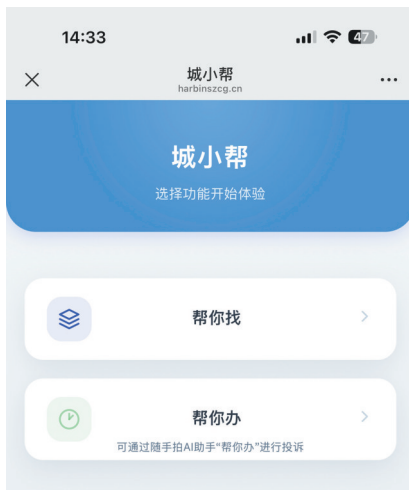 14:33
47
城小帮
harbinszcg.cn
城小帮
选择功能开始体验
帮你找
帮你办
可通过随手拍AI助手“帮你办”进行投诉